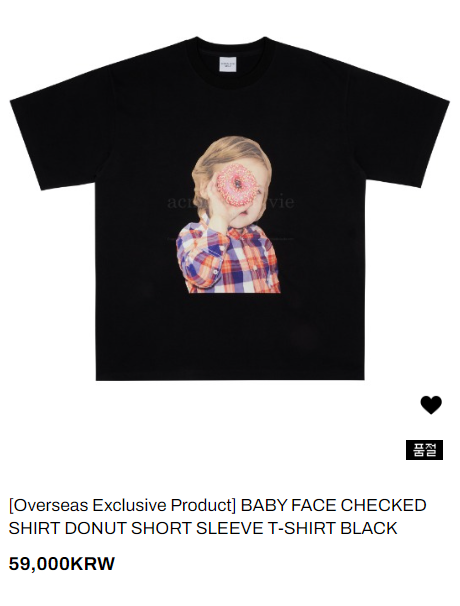 품절
[Overseas Exclusive Product] BABY FACE CHECKED
SHIRT DONUT SHORT SLEEVE T-SHIRT BLACK
59,000KRW